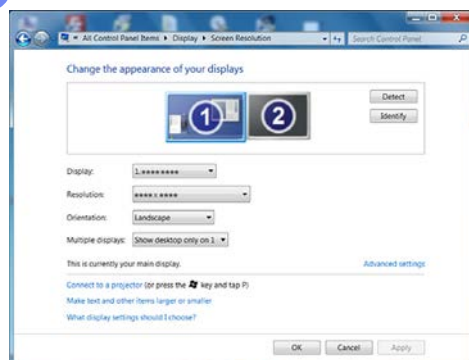 All Control Panel Items ▸ Display ▸ Screen Resolution
Search Control Panel
Change the appearance of your displays
1
2
Detect
Identify
Display: 1.********
Resolution: **** x ****
Orientation: Landscape
Multiple displays: Show desktop only on 1
This is currently your main display.
Advanced settings
Connect to a projector (or press the key and tap P)
Make text and other items larger or smaller
What display settings should I choose?
OK Cancel Apply